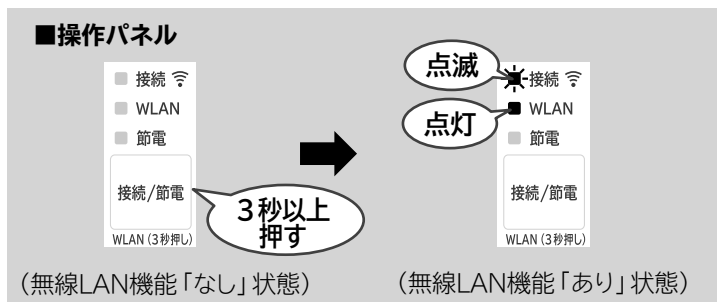 ■操作パネル
接続
WLAN
節電
接続/節電
WLAN(3秒押し)
3秒以上
押す
(無線LAN機能「なし」状態)
点滅
接続
点灯
WLAN
節電
接続/節電
WLAN(3秒押し)
(無線LAN機能「あり」状態)